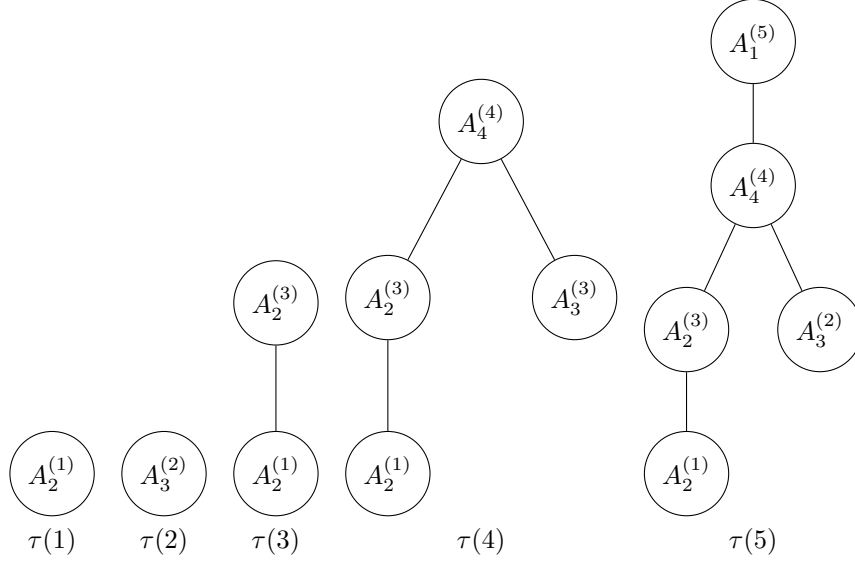 A_1^{(5)}
A_4^{(4)} A_4^{(4)}
A_2^{(3)} A_2^{(3)} A_3^{(3)} A_2^{(3)} A_3^{(2)}
A_2^{(1)} A_3^{(2)} A_2^{(1)} A_2^{(1)} A_2^{(1)}
τ(1) τ(2) τ(3) τ(4) τ(5)